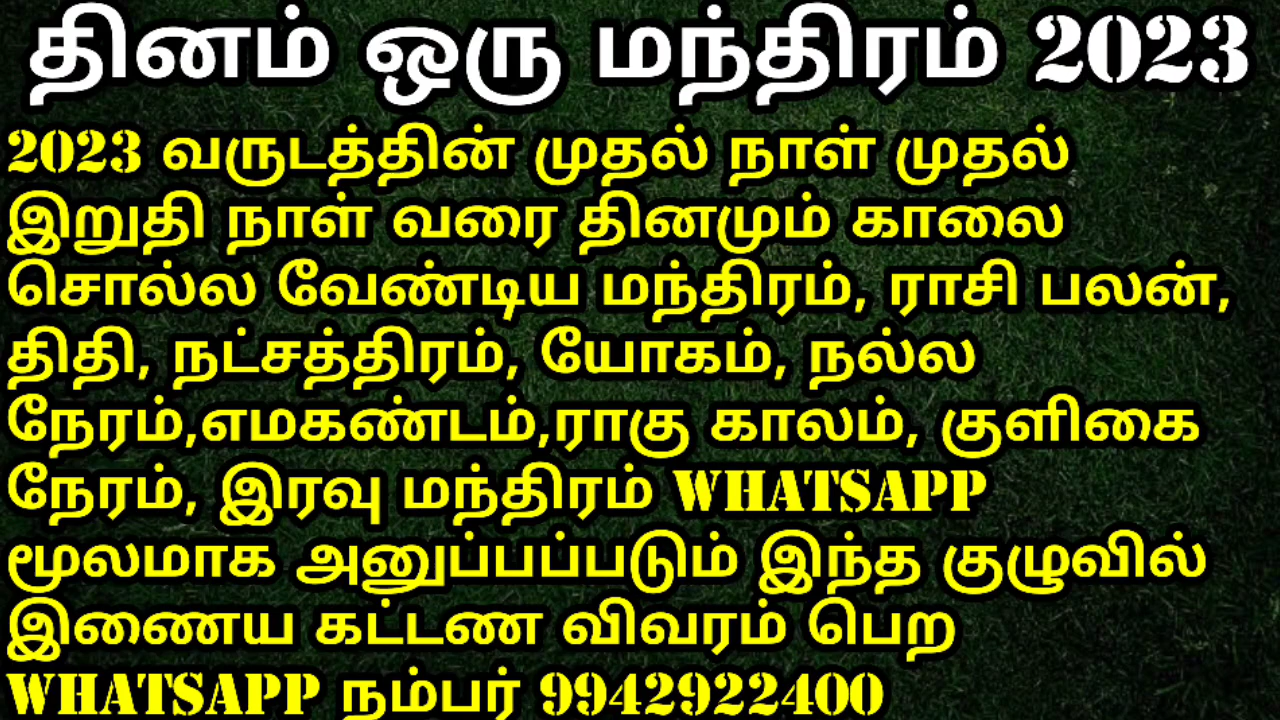 தினம் ஒரு மந்திரம் 2023
2023 வருடத்தின் முதல் நாள் முதல்
இறுதி நாள் வரை தினமும் காலை
சொல்ல வேண்டிய மந்திரம், ராசி பலன்,
திதி, நட்சத்திரம், யோகம், நல்ல
நேரம்,எமகண்டம்,ராகு காலம், குளிகை
நேரம், இரவு மந்திரம் WHATSAPP
மூலமாக அனுப்பப்படும் இந்த குழுவில்
இணைய கட்டண விவரம் பெற
WHATSAPP நம்பர் 9942922400